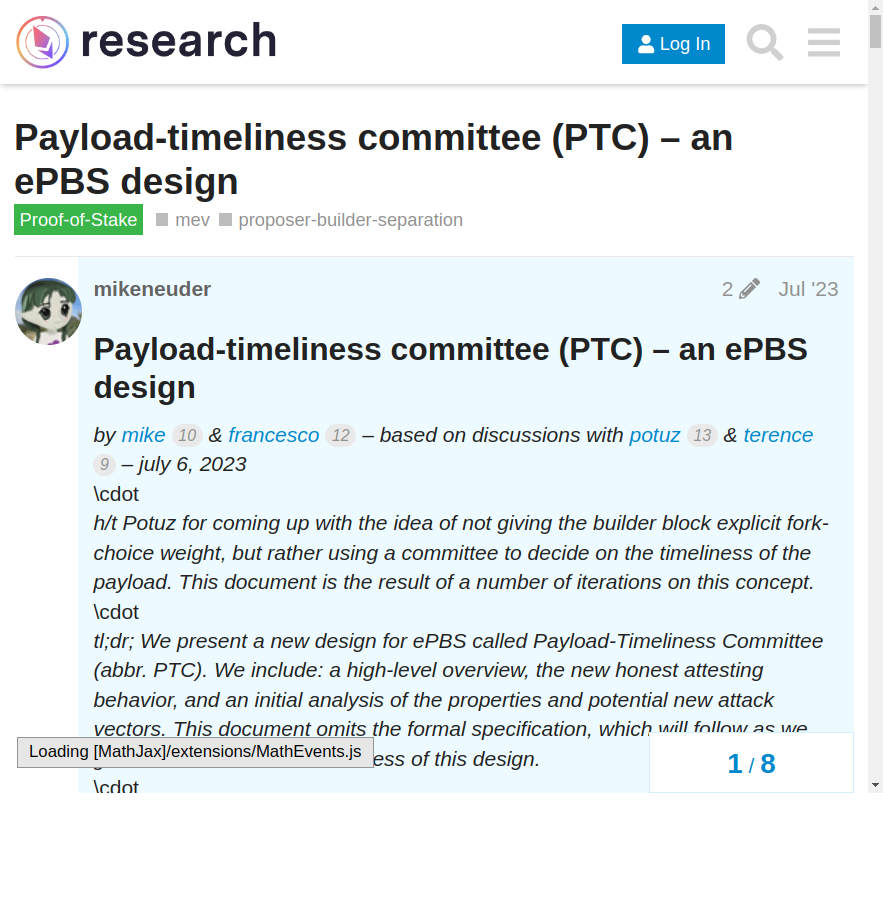 research
Log In
Payload-timeliness committee (PTC) – an
ePBS design
Proof-of-Stake mev proposer-builder-separation
mikeneuder 2 Jul '23
Payload-timeliness committee (PTC) – an ePBS
design
by mike 10 & francesco 12 – based on discussions with potuz 13 & terence
9 – july 6, 2023
\cdot
h/t Potuz for coming up with the idea of not giving the builder block explicit fork-
choice weight, but rather using a committee to decide on the timeliness of the
payload. This document is the result of a number of iterations on this concept.
\cdot
tl;dr; We present a new design for ePBS called Payload-Timeliness Committee
(abbr. PTC). We include: a high-level overview, the new honest attesting
behavior, and an initial analysis of the properties and potential new attack
vectors. This document omits the formal specification, which will follow as we
ess of this design.
Loading [MathJax]/extensions/MathEvents.js
1 / 8
\cdot